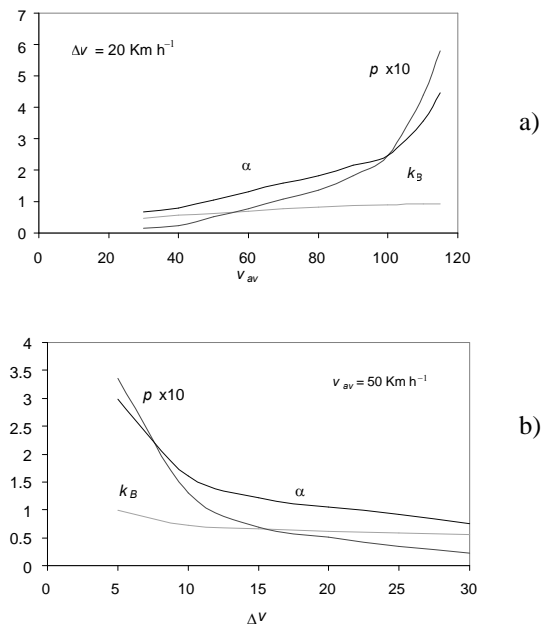 7
6
5
4
3
2
1
0
Δv = 20 Km h⁻¹
p x10
α
k_B
0 20 40 60 80 100 120
v_av
a)
4
3.5
3
2.5
2
1.5
1
0.5
0
v_av = 50 Km h⁻¹
p x10
k_B
α
0 5 10 15 20 25 30
Δv
b)